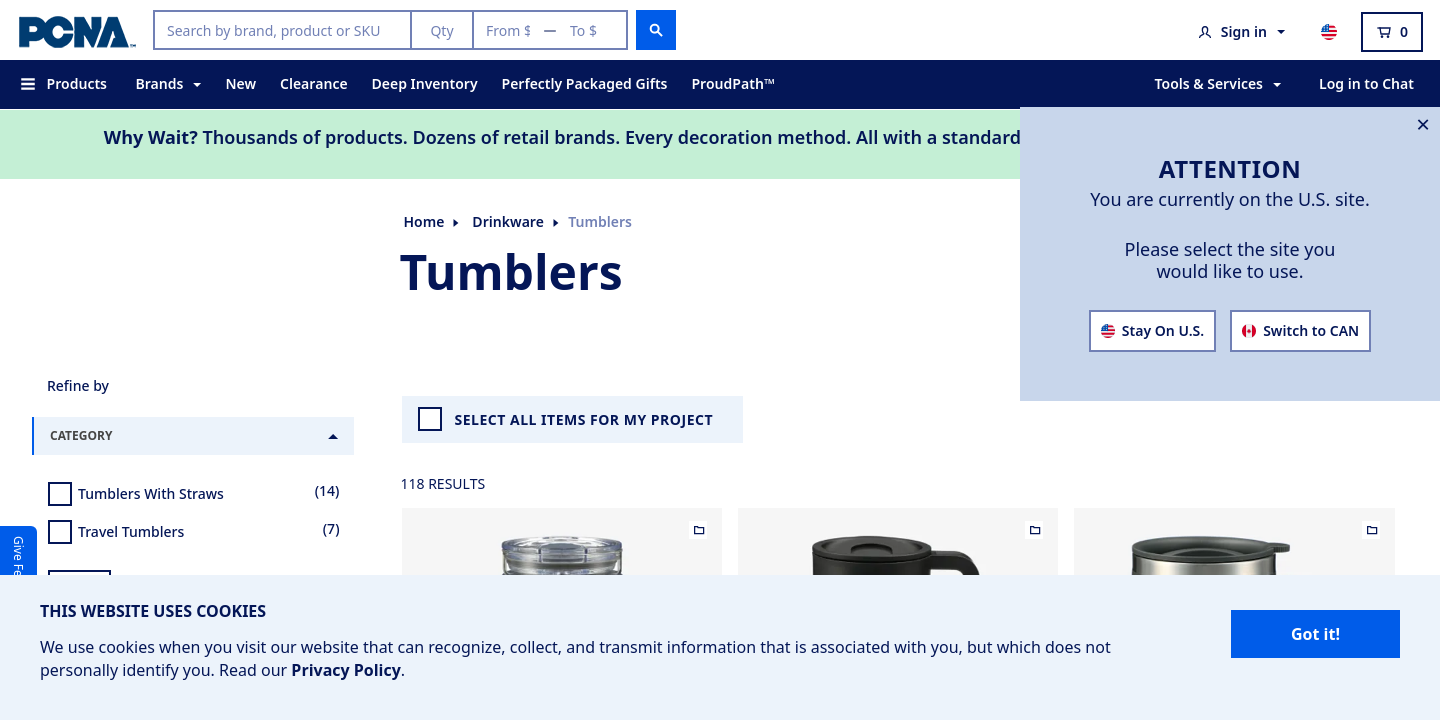 PCNA™
Search by brand, product or SKU
Qty
From $ — To $
Sign in
0
Products
Brands
New
Clearance
Deep Inventory
Perfectly Packaged Gifts
ProudPath™
Tools & Services
Log in to Chat
Why Wait? Thousands of products. Dozens of retail brands. Every decoration method. All with a standard
ATTENTION
You are currently on the U.S. site.
Please select the site you
would like to use.
Stay On U.S.
Switch to CAN
Home
Drinkware
Tumblers
Tumblers
Refine by
CATEGORY
Tumblers With Straws (14)
Travel Tumblers (7)
SELECT ALL ITEMS FOR MY PROJECT
118 RESULTS
Give Fe
THIS WEBSITE USES COOKIES
We use cookies when you visit our website that can recognize, collect, and transmit information that is associated with you, but which does not
personally identify you. Read our Privacy Policy.
Got it!